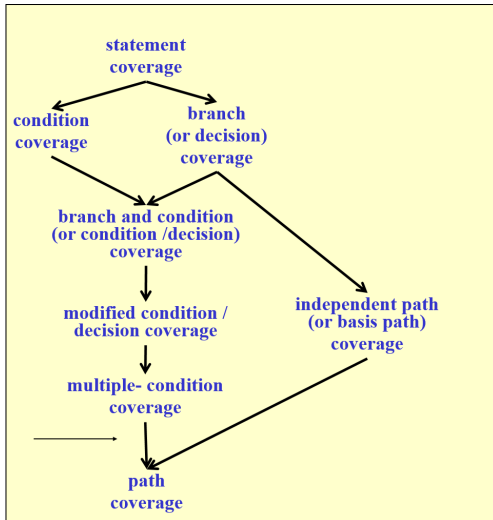 statement
coverage
condition
coverage
branch
(or decision)
coverage
branch and condition
(or condition /decision)
coverage
modified condition /
decision coverage
independent path
(or basis path)
coverage
multiple- condition
coverage
path
coverage